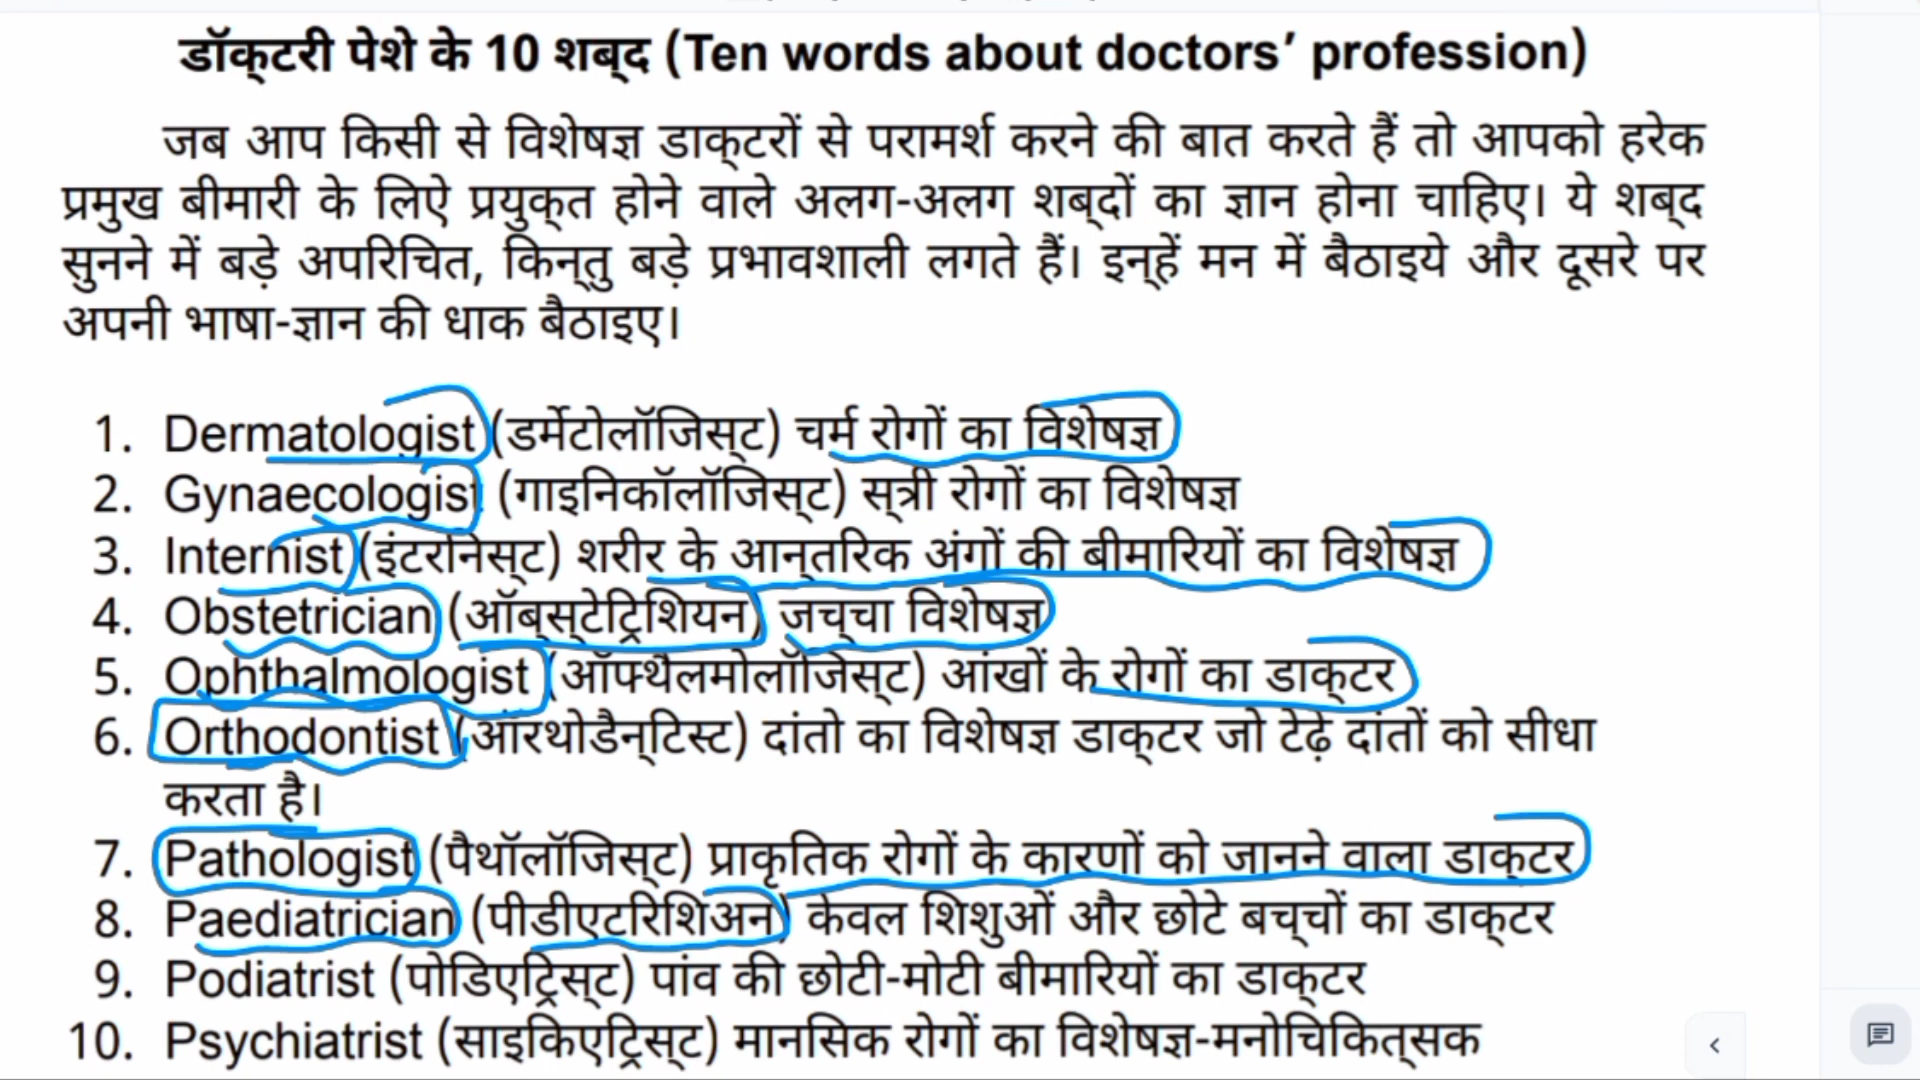 डॉक्टरी पेशे के 10 शब्द (Ten words about doctors’ profession)
जब आप किसी से विशेषज्ञ डाक्टरों से परामर्श करने की बात करते हैं तो आपको हरेक
प्रमुख बीमारी के लिऐ प्रयुक्त होने वाले अलग-अलग शब्दों का ज्ञान होना चाहिए। ये शब्द
सुनने में बड़े अपरिचित, किन्तु बड़े प्रभावशाली लगते हैं। इन्हें मन में बैठाइये और दूसरे पर
अपनी भाषा-ज्ञान की धाक बैठाइए।
1. Dermatologist (डर्मेटोलॉजिस्ट) चर्म रोगों का विशेषज्ञ
2. Gynaecologist (गाइनिकॉलॉजिस्ट) स्त्री रोगों का विशेषज्ञ
3. Internist (इंटरनिस्ट) शरीर के आन्तरिक अंगों की बीमारियों का विशेषज्ञ
4. Obstetrician (ऑब्स्टेट्रिशियन) जच्चा विशेषज्ञ
5. Ophthalmologist (ऑफ्थैलमोलॉजिस्ट) आंखों के रोगों का डाक्टर
6. Orthodontist (ऑरथोडैन्टिस्ट) दांतो का विशेषज्ञ डाक्टर जो टेढ़े दांतों को सीधा
करता है।
7. Pathologist (पैथॉलॉजिस्ट) प्राकृतिक रोगों के कारणों को जानने वाला डाक्टर
8. Paediatrician (पीडीएटरिशिअन) केवल शिशुओं और छोटे बच्चों का डाक्टर
9. Podiatrist (पोडिएट्रिस्ट) पांव की छोटी-मोटी बीमारियों का डाक्टर
10. Psychiatrist (साइकिएट्रिस्ट) मानसिक रोगों का विशेषज्ञ-मनोचिकित्सक